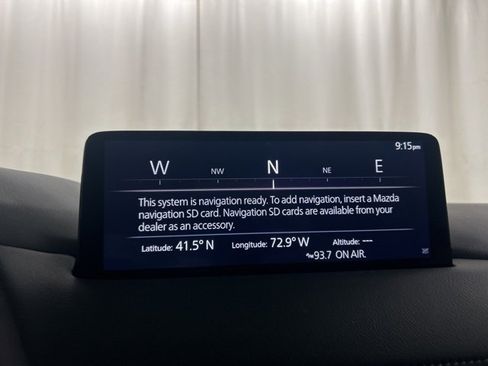 9:15pm
W NW N NE E
This system is navigation ready. To add navigation, insert a Mazda
navigation SD card. Navigation SD cards are available from your
dealer as an accessory.
Latitude: 41.5° N Longitude: 72.9° W Altitude: ---
93.7 ON AIR.